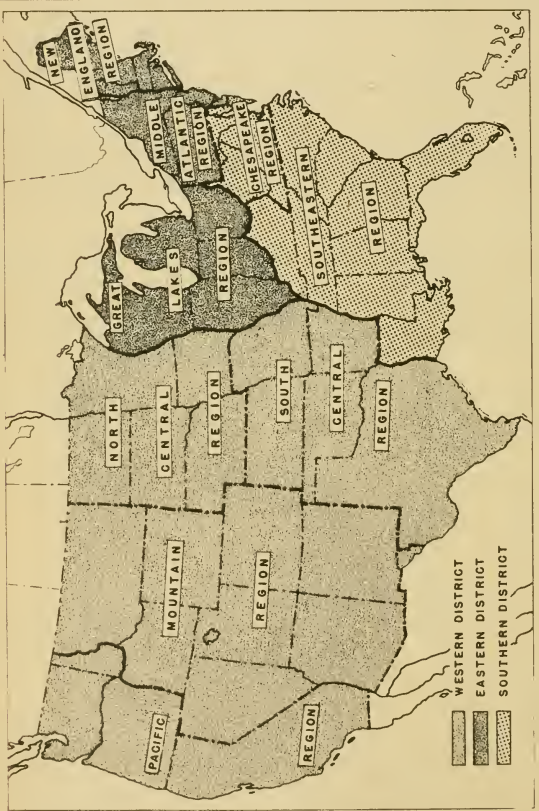 NEW
ENGLAND
REGION
MIDDLE
ATLANTIC
REGION
CHESAPEAKE
REGION
SOUTHEASTERN
REGION
GREAT
LAKES
REGION
NORTH
CENTRAL
REGION
SOUTH
CENTRAL
REGION
MOUNTAIN
REGION
PACIFIC
REGION
WESTERN DISTRICT
EASTERN DISTRICT
SOUTHERN DISTRICT